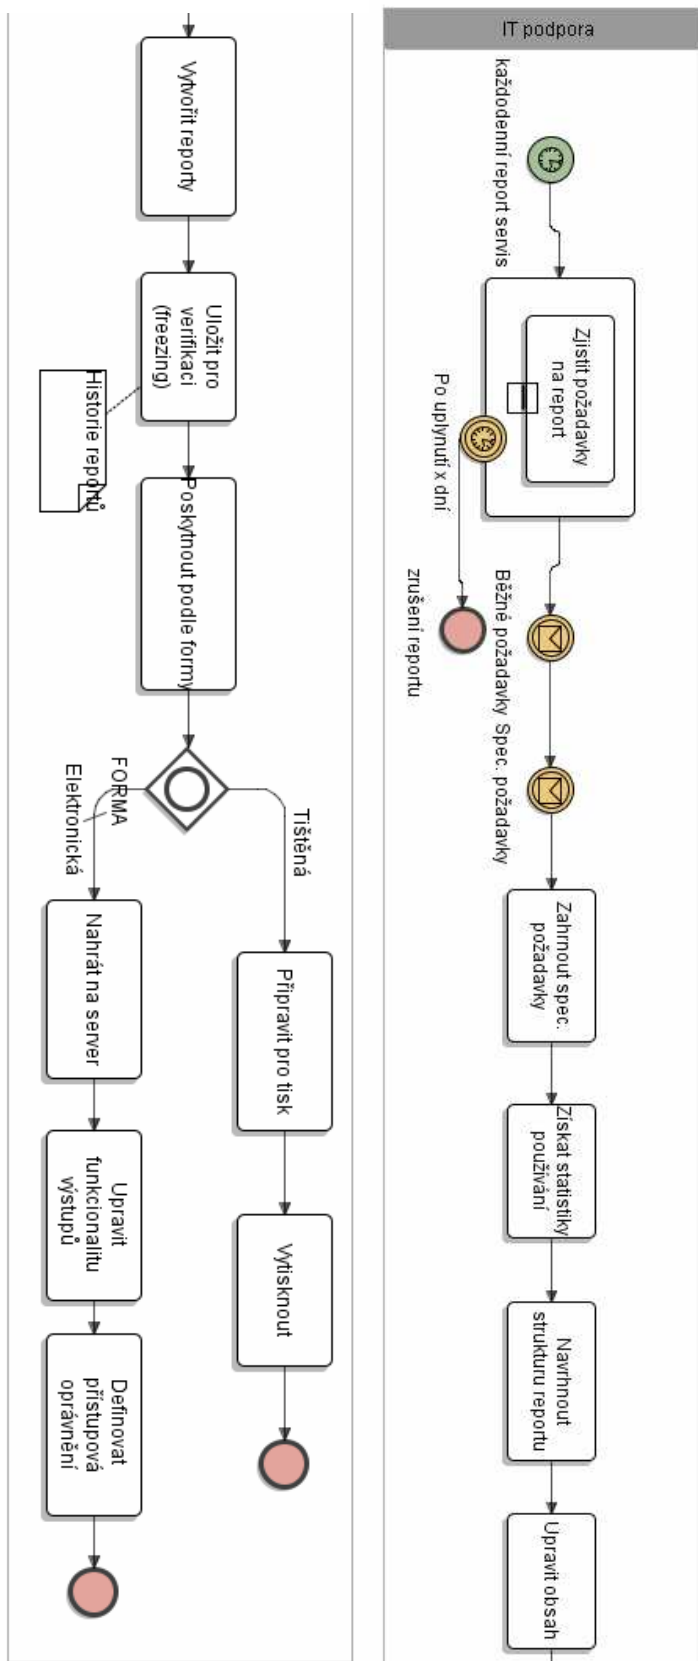 IT podpora
každodenní report servis
Zjistit požadavky
na report
Po uplynutí x dní
zrušení reportu
Běžné požadavky
Spec. požadavky
Zahrnout spec.
požadavky
Získat statistiky
používání
Navrhnout
strukturu reportu
Upravit obsah
Vytvořit reporty
Uložit pro
verifikaci
(freezing)
Historie reportů
Poskytnout podle formy
FORMA
Elektronická
Tištěná
Nahrát na server
Upravit
funkcionalitu
výstupů
Definovat
přístupová
oprávnění
Připravit pro tisk
Vytisknout